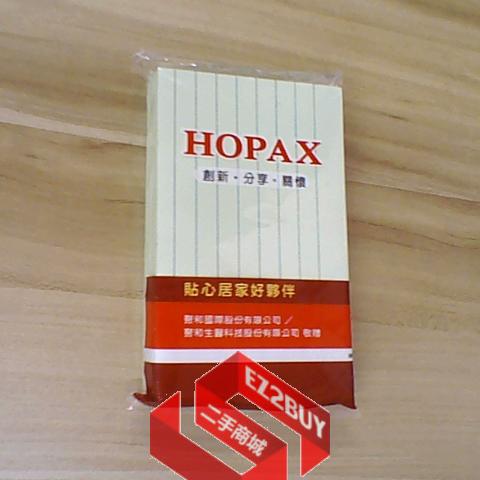 HOPAX
創新・分享・關懷
貼心居家好夥伴
聚和國際股份有限公司／
聚和生醫科技股份有限公司 敬贈
EZ2BUY
二手商城